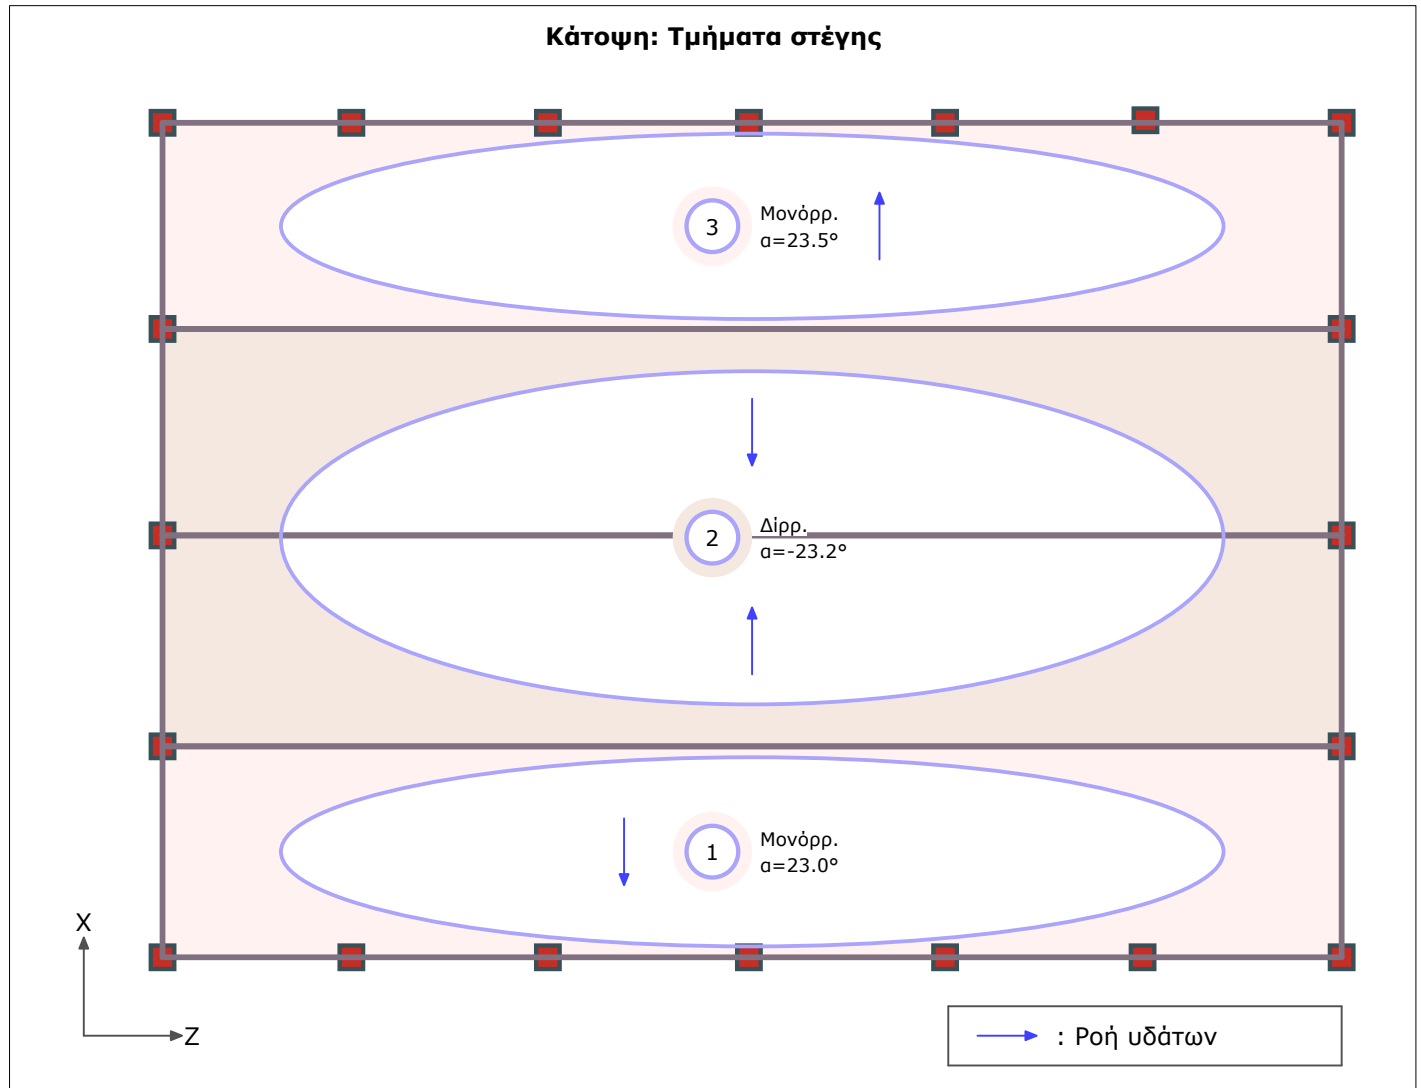 Κάτοψη: Τμήματα στέγης
3
Μονόρρ.
α=23.5°
2
Δίρρ.
α=-23.2°
1
Μονόρρ.
α=23.0°
X
Z
: Ροή υδάτων